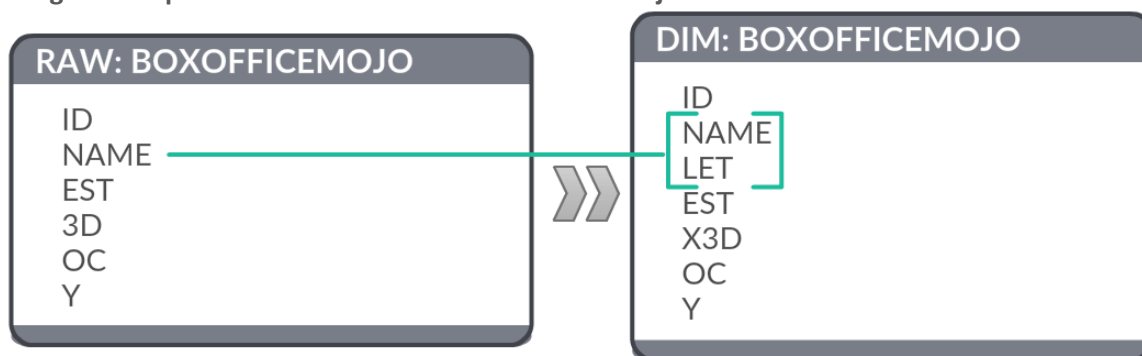 RAW: BOXOFFICEMOJO
ID
NAME
EST
3D
OC
Y
DIM: BOXOFFICEMOJO
ID
NAME
LET
EST
X3D
OC
Y